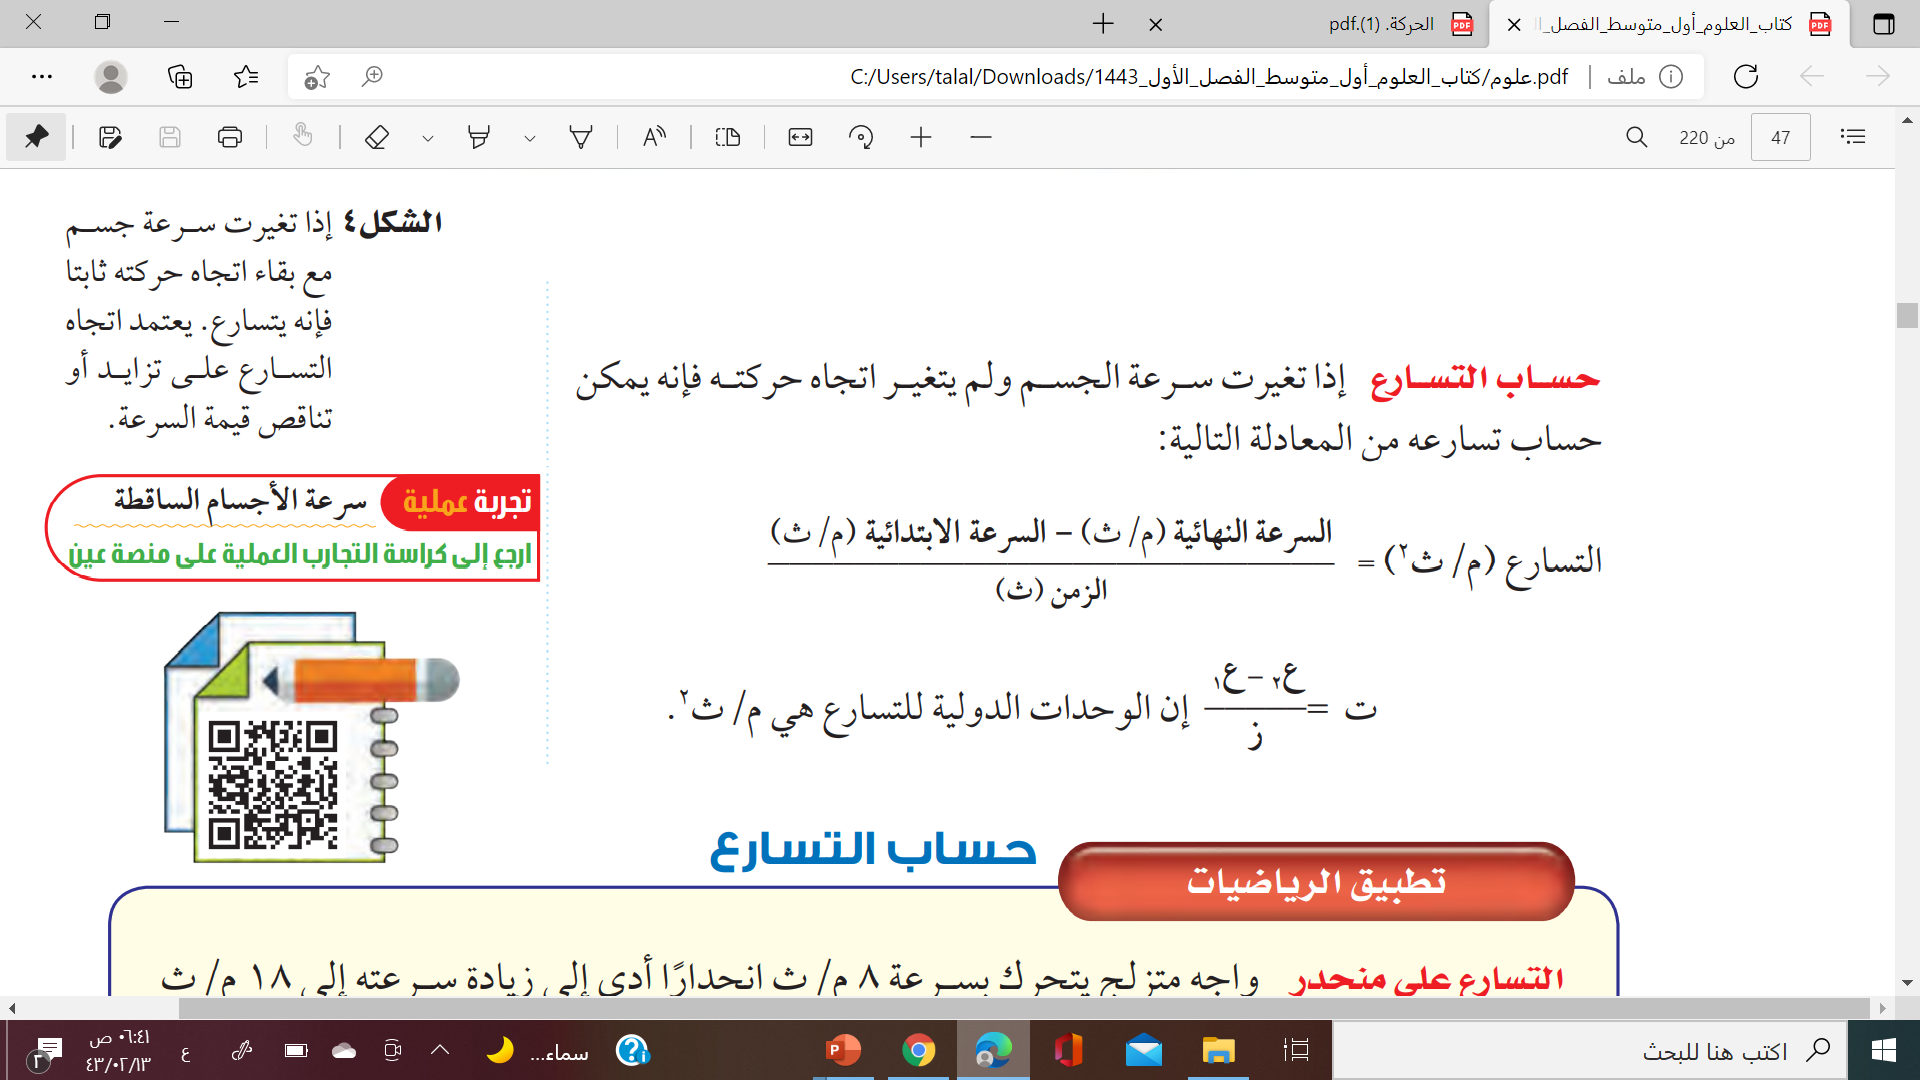 كتاب_العلوم_أول_متوسط_الفصل_الـ
الحركة. (1).pdf
ملف
C:/Users/talal/Downloads/1443_علوم/كتاب_العلوم_أول_متوسط_الفصل_الأول.pdf
47
من 220
حساب التسارع إذا تغيرت سرعة الجسم ولم يتغير اتجاه حركته فإنه يمكن
حساب تسارعه من المعادلة التالية:
التسارع (م/ ث٢) = السرعة النهائية (م/ ث) – السرعة الابتدائية (م/ ث)
الزمن (ث)
ت = ع٢ – ع١ إن الوحدات الدولية للتسارع هي م/ ث٢.
ز
الشكل٤ إذا تغيرت سرعة جسم
مع بقاء اتجاه حركته ثابتا
فإنه يتسارع. يعتمد اتجاه
التسارع على تزايد أو
تناقص قيمة السرعة.
تجربة عملية سرعة الأجسام الساقطة
ارجع إلى كراسة التجارب العملية على منصة عين
حساب التسارع
تطبيق الرياضيات
التسارع على منحدر واجه متزلج يتحرك بسرعة ٨ م/ ث انحدارًا أدى إلى زيادة سرعته إلى ١٨ م/ ث
اكتب هنا للبحث
سماء...
ع
٠٦:٤١ ص
٤٣/٠٢/١٣
٣